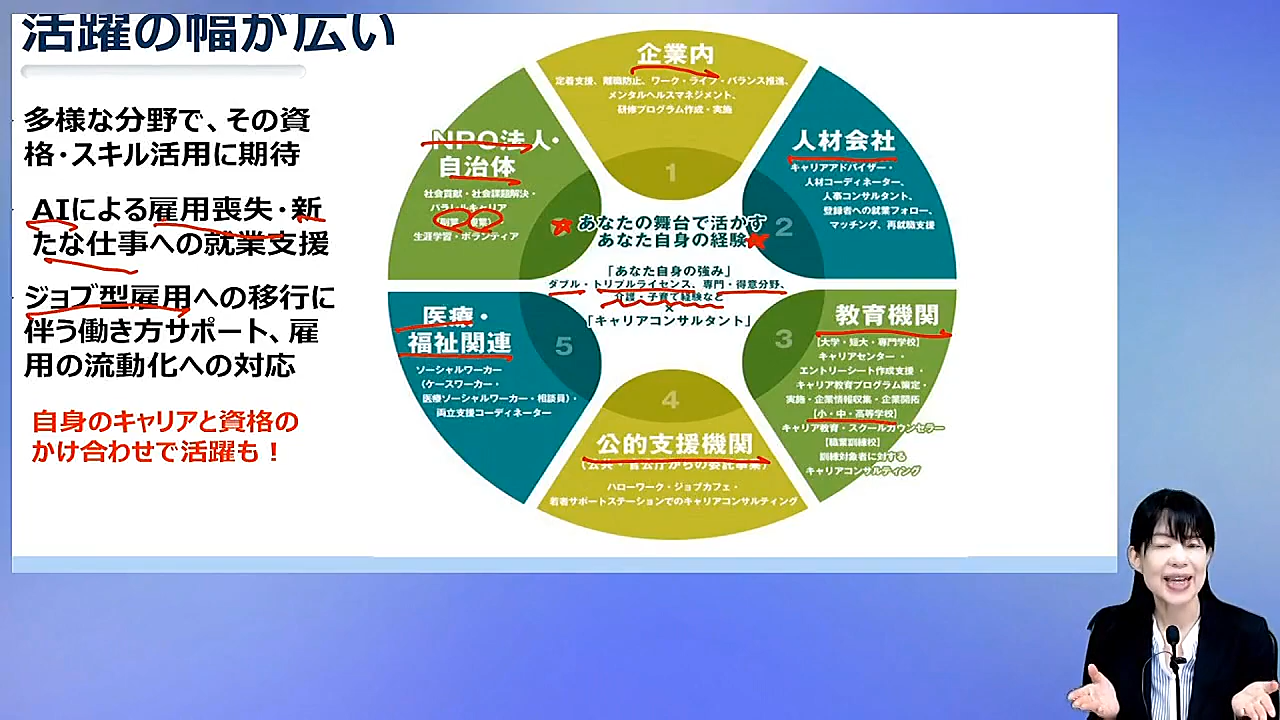 活躍の幅が広い
多様な分野で、その資
格・スキル活用に期待
AIによる雇用喪失・新
たな仕事への就業支援
ジョブ型雇用への移行に
伴う働き方サポート、雇
用の流動化への対応
自身のキャリアと資格の
かけ合わせで活躍も！
企業内
定着支援、離職防止、ワーク・ライフ・バランス推進、
メンタルヘルスマネジメント、
研修プログラム作成・実施
1
人材会社
キャリアアドバイザー・
人材コーディネーター、
人事コンサルタント、
登録者への就業フォロー、
マッチング、再就職支援
2
教育機関
［大学・短大・専門学校］
キャリアセンター・
エントリーシート作成支援・
キャリア教育プログラム策定・
実施・企業情報収集・企業開拓
［小・中・高等学校］
キャリア教育・スクールカウンセラー
［職業訓練校］
訓練対象者に対する
キャリアコンサルティング
3
4
公的支援機関
（公共・官公庁からの委託事業）
ハローワーク・ジョブカフェ・
若者サポートステーションでのキャリアコンサルティング
医療・
福祉関連
5
ソーシャルワーカー
（ケースワーカー・
医療ソーシャルワーカー・相談員）・
両立支援コーディネーター
NPO法人・
自治体
社会貢献・社会課題解決・
パラレルキャリア
生涯学習・ボランティア
あなたの舞台で活かす
あなた自身の経験
「あなた自身の強み」
ダブル・トリプルライセンス、専門・得意分野、
介護・子育て経験など
×
「キャリアコンサルタント」